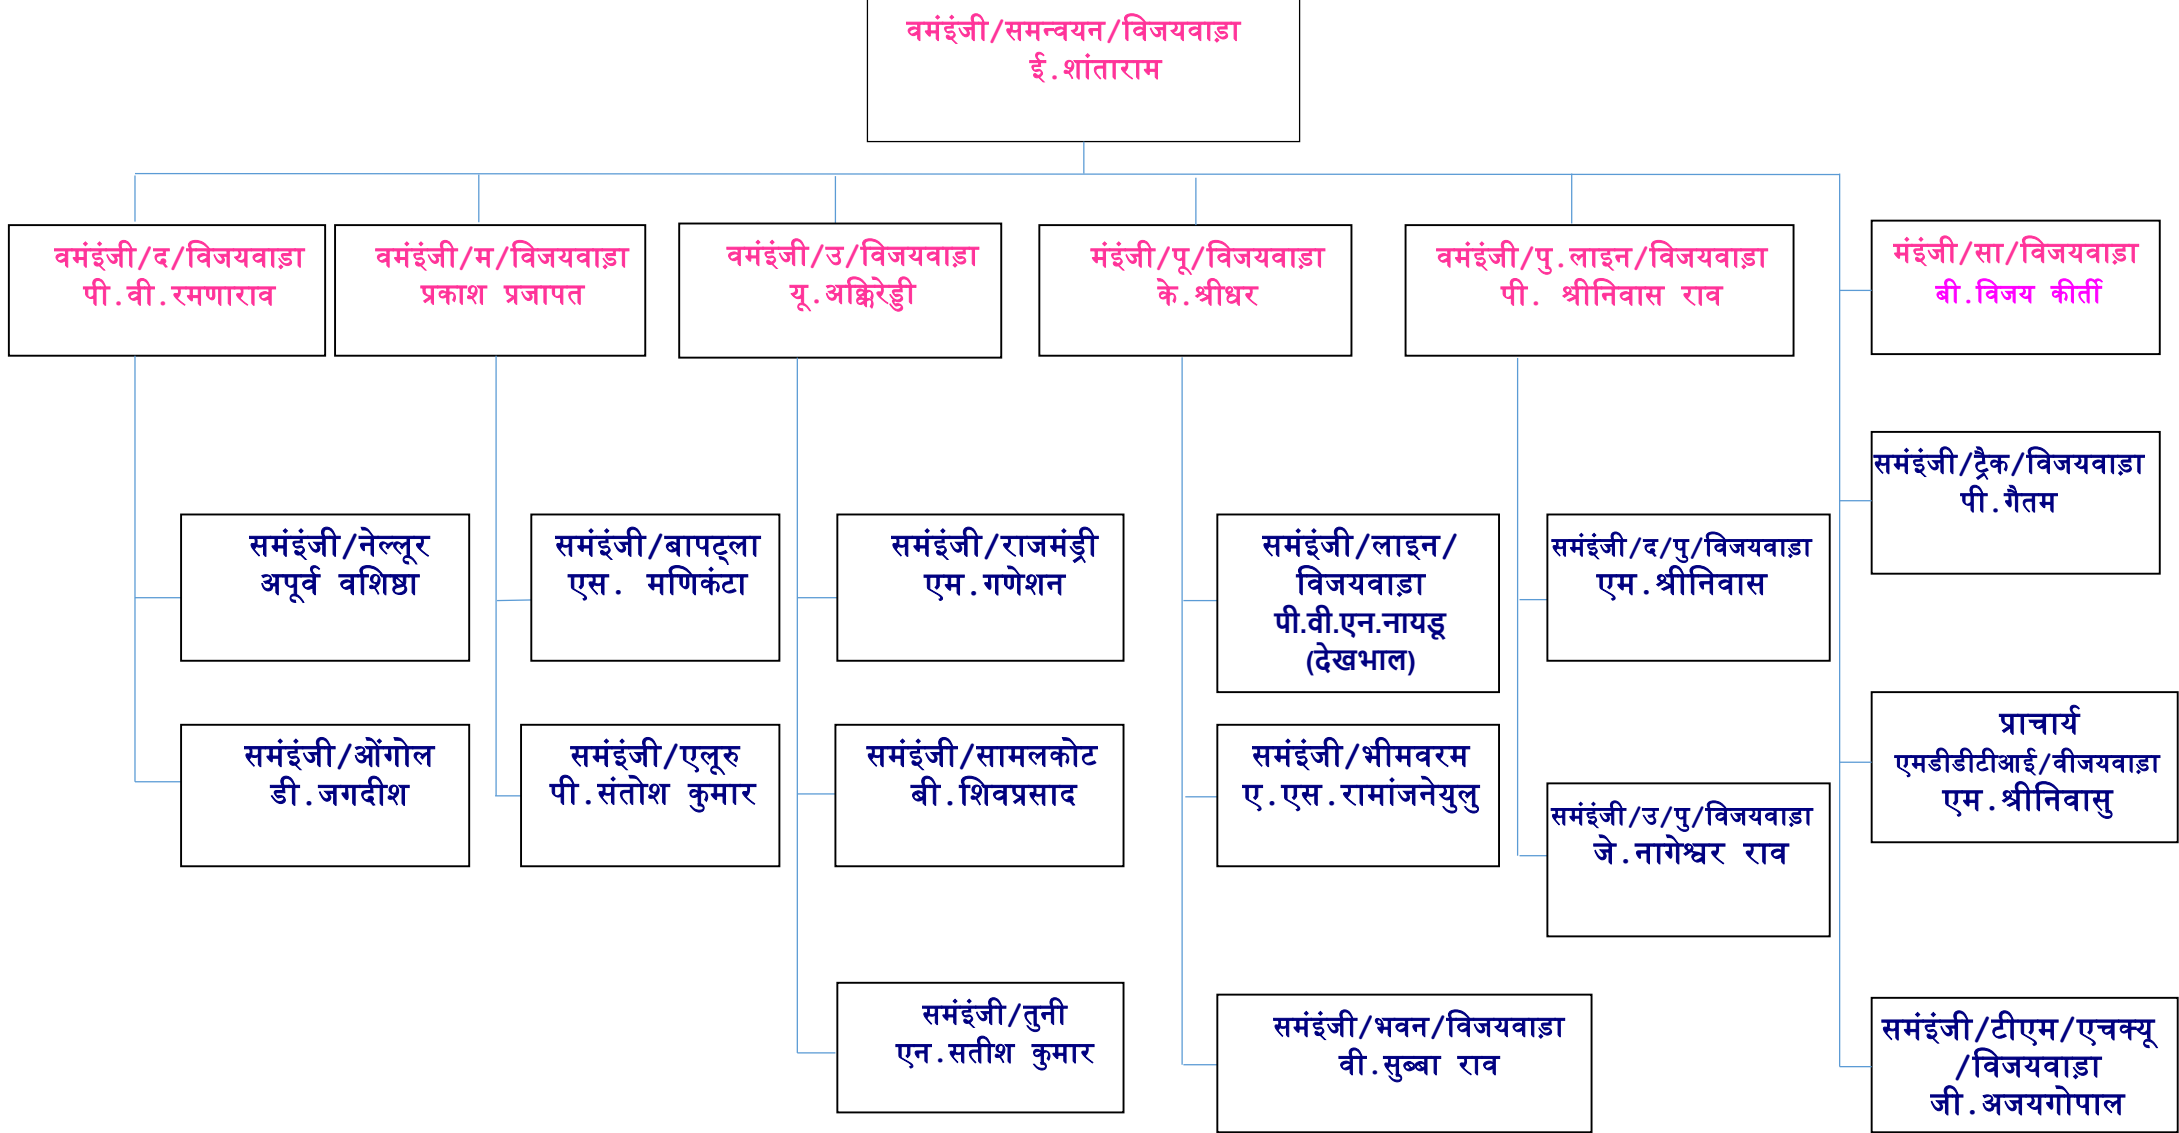 वमंइंजी/समन्वयन/विजयवाड़ा
ई.शांताराम
वमंइंजी/द/विजयवाड़ा
पी.वी.रमणाराव
वमंइंजी/म/विजयवाड़ा
प्रकाश प्रजापत
वमंइंजी/उ/विजयवाड़ा
यू.अक्किरेड्डी
मंइंजी/पू/विजयवाड़ा
के.श्रीधर
वमंइंजी/पु.लाइन/विजयवाड़ा
पी. श्रीनिवास राव
मंइंजी/सा/विजयवाड़ा
बी.विजय कीर्ती
समंइंजी/ट्रैक/विजयवाड़ा
पी.गैतम
समंइंजी/नेल्लूर
अपूर्व वशिष्ठा
समंइंजी/बापट्ला
एस. मणिकंटा
समंइंजी/राजमंड्री
एम.गणेशन
समंइंजी/लाइन/
विजयवाड़ा
पी.वी.एन.नायडू
(देखभाल)
समंइंजी/द/पु/विजयवाड़ा
एम.श्रीनिवास
समंइंजी/ओंगोल
डी.जगदीश
समंइंजी/एलूरु
पी.संतोश कुमार
समंइंजी/सामलकोट
बी.शिवप्रसाद
समंइंजी/भीमवरम
ए.एस.रामांजनेयुलु
समंइंजी/उ/पु/विजयवाड़ा
जे.नागेश्वर राव
प्राचार्य
एमडीडीटीआई/वीजयवाड़ा
एम.श्रीनिवासु
समंइंजी/तुनी
एन.सतीश कुमार
समंइंजी/भवन/विजयवाड़ा
वी.सुब्बा राव
समंइंजी/टीएम/एचक्यू
/विजयवाड़ा
जी.अजयगोपाल